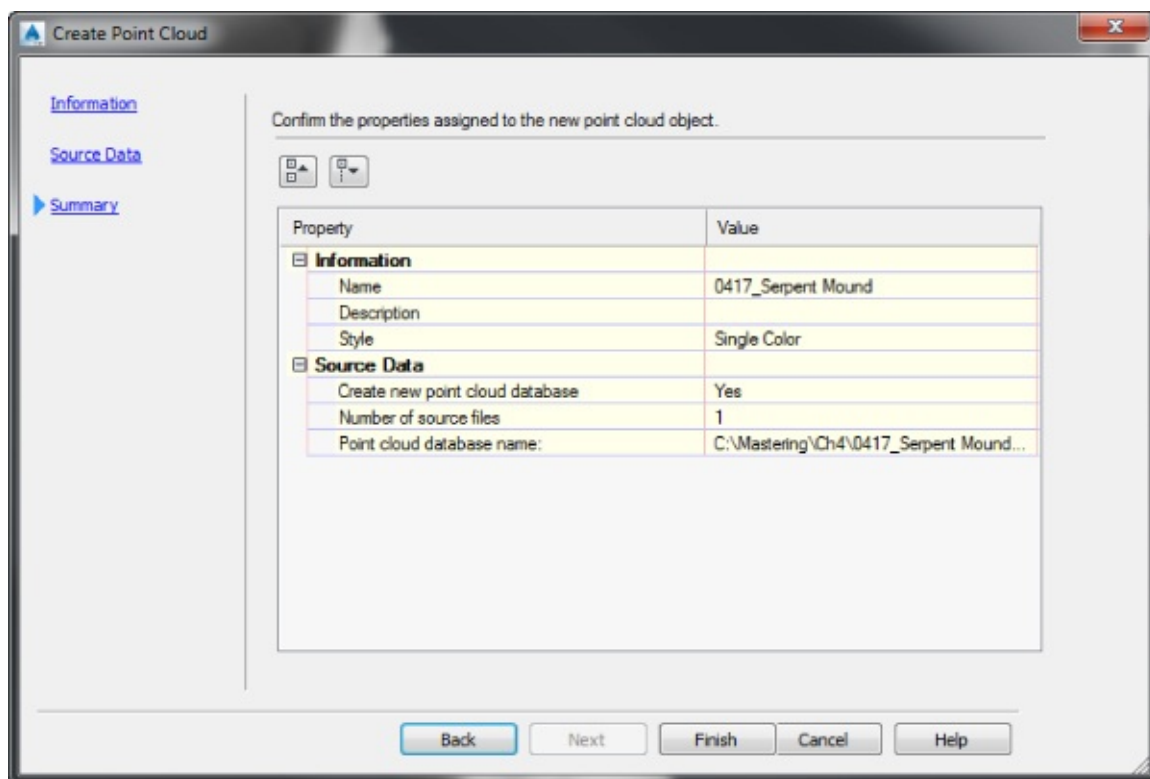 Create Point Cloud
Information
Source Data
Summary
Confirm the properties assigned to the new point cloud object.
Property Value
Information
Name 0417_Serpent Mound
Description
Style Single Color
Source Data
Create new point cloud database Yes
Number of source files 1
Point cloud database name: C:\Mastering\Ch4\0417_Serpent Mound...
Back Next Finish Cancel Help